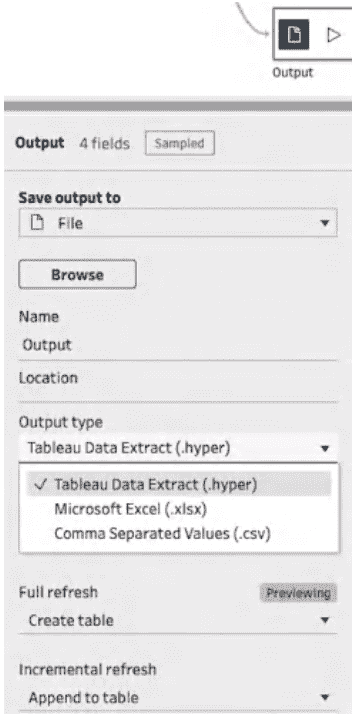 Output
Output 4 fields Sampled
Save output to
File
Browse
Name
Output
Location
Output type
Tableau Data Extract (.hyper)
✓ Tableau Data Extract (.hyper)
Microsoft Excel (.xlsx)
Comma Separated Values (.csv)
Full refresh Previewing
Create table
Incremental refresh
Append to table